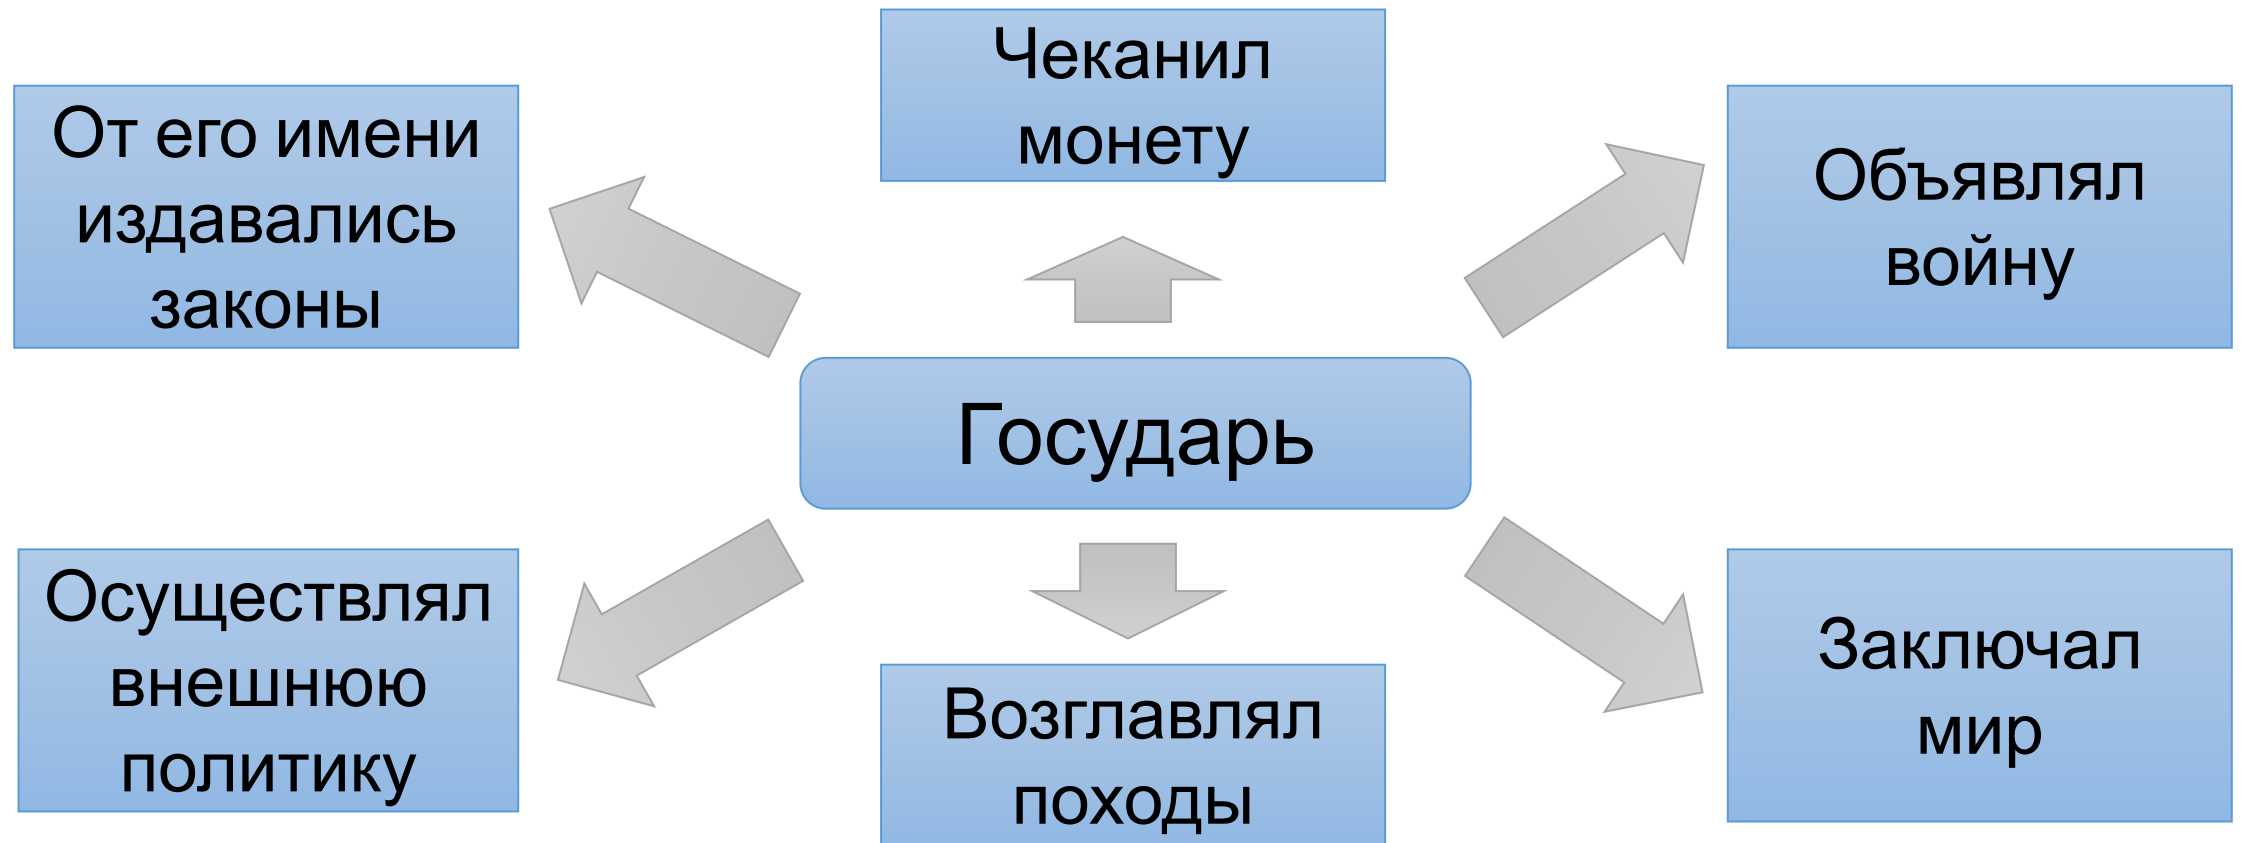 Чеканил
монету
От его имени
издавались
законы
Объявлял
войну
Государь
Осуществлял
внешнюю
политику
Возглавлял
походы
Заключал
мир